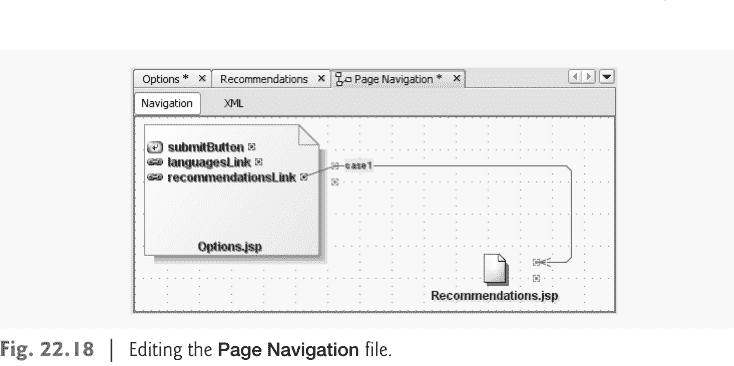 Options * × Recommendations × Page Navigation * ×
Navigation XML
submitButton
languagesLink
recommendationsLink
case1
Options.jsp
Recommendations.jsp
Fig. 22.18 | Editing the Page Navigation file.